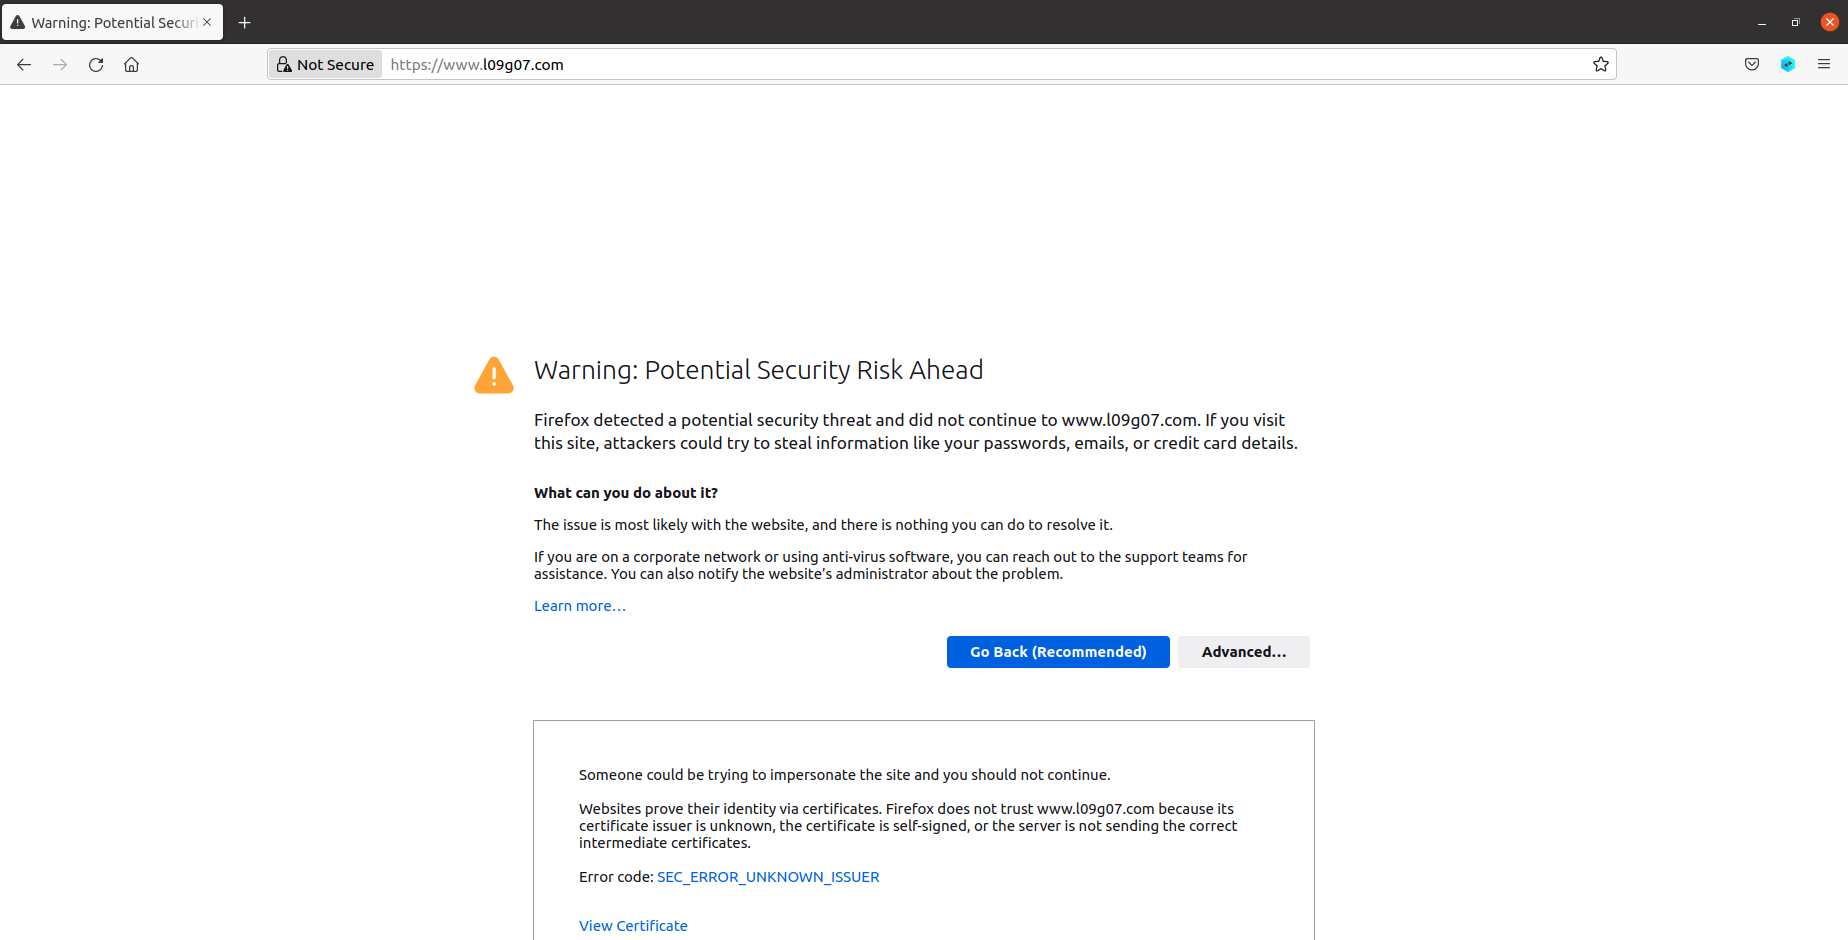 Warning: Potential Securi
Not Secure https://www.l09g07.com
Warning: Potential Security Risk Ahead
Firefox detected a potential security threat and did not continue to www.l09g07.com. If you visit
this site, attackers could try to steal information like your passwords, emails, or credit card details.
What can you do about it?
The issue is most likely with the website, and there is nothing you can do to resolve it.
If you are on a corporate network or using anti-virus software, you can reach out to the support teams for
assistance. You can also notify the website’s administrator about the problem.
Learn more…
Go Back (Recommended) Advanced…
Someone could be trying to impersonate the site and you should not continue.
Websites prove their identity via certificates. Firefox does not trust www.l09g07.com because its
certificate issuer is unknown, the certificate is self-signed, or the server is not sending the correct
intermediate certificates.
Error code: SEC_ERROR_UNKNOWN_ISSUER
View Certificate